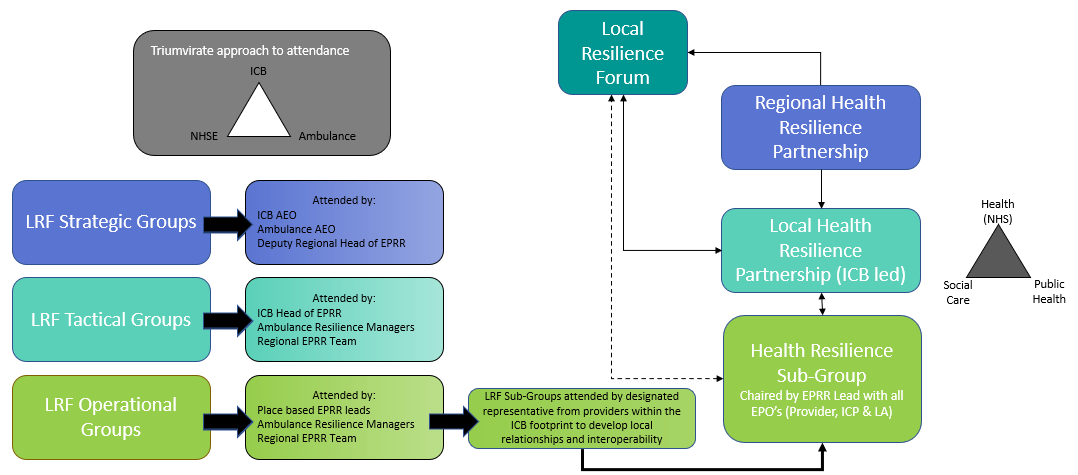 Triumvirate approach to attendance
ICB
NHSE
Ambulance
LRF Strategic Groups
Attended by:
ICB AEO
Ambulance AEO
Deputy Regional Head of EPRR
LRF Tactical Groups
Attended by:
ICB Head of EPRR
Ambulance Resilience Managers
Regional EPRR Team
LRF Operational
Groups
Attended by:
Place based EPRR leads
Ambulance Resilience Managers
Regional EPRR Team
LRF Sub-Groups attended by designated
representative from providers within the
ICB footprint to develop local
relationships and interoperability
Local
Resilience
Forum
Regional Health
Resilience
Partnership
Local Health
Resilience
Partnership (ICB led)
Health Resilience
Sub-Group
Chaired by EPRR Lead with all
EPO's (Provider, ICP & LA)
Health
(NHS)
Social
Care
Public
Health